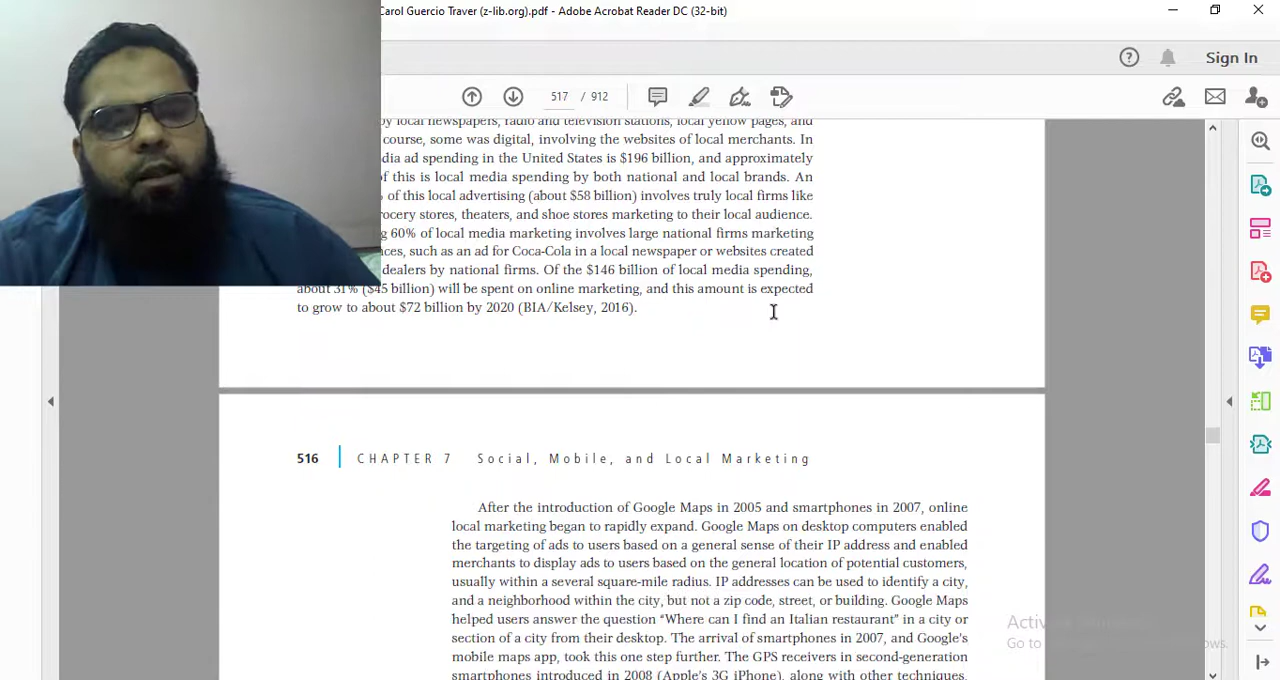 Carol Guercio Traver (z-lib.org).pdf - Adobe Acrobat Reader DC (32-bit)
Sign In
517 / 912
by local newspapers, radio and television stations, local yellow pages, and
course, some was digital, involving the websites of local merchants. In
dia ad spending in the United States is $196 billion, and approximately
of this is local media spending by both national and local brands. An
% of this local advertising (about $58 billion) involves truly local firms like
rocery stores, theaters, and shoe stores marketing to their local audience.
g 60% of local media marketing involves large national firms marketing
ces, such as an ad for Coca-Cola in a local newspaper or websites created
dealers by national firms. Of the $146 billion of local media spending,
about 31% ($45 billion) will be spent on online marketing, and this amount is expected
to grow to about $72 billion by 2020 (BIA/Kelsey, 2016).
516 CHAPTER 7 Social, Mobile, and Local Marketing
After the introduction of Google Maps in 2005 and smartphones in 2007, online
local marketing began to rapidly expand. Google Maps on desktop computers enabled
the targeting of ads to users based on a general sense of their IP address and enabled
merchants to display ads to users based on the general location of potential customers,
usually within a several square-mile radius. IP addresses can be used to identify a city,
and a neighborhood within the city, but not a zip code, street, or building. Google Maps
helped users answer the question “Where can I find an Italian restaurant” in a city or
section of a city from their desktop. The arrival of smartphones in 2007, and Google’s
mobile maps app, took this one step further. The GPS receivers in second-generation
smartphones introduced in 2008 (Apple’s 3G iPhone), along with other techniques,